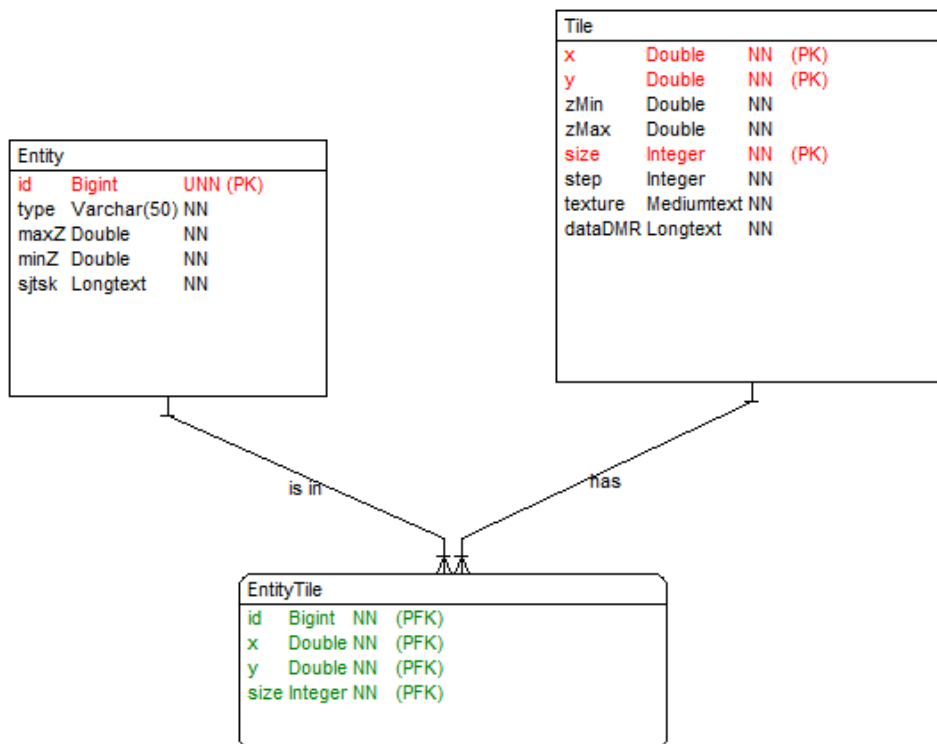 Tile
x Double NN (PK)
y Double NN (PK)
zMin Double NN
zMax Double NN
size Integer NN (PK)
step Integer NN
texture Mediumtext NN
dataDMR Longtext NN
Entity
id Bigint UNN (PK)
type Varchar(50) NN
maxZ Double NN
minZ Double NN
sjtsk Longtext NN
is in
has
EntityTile
id Bigint NN (PFK)
x Double NN (PFK)
y Double NN (PFK)
size Integer NN (PFK)